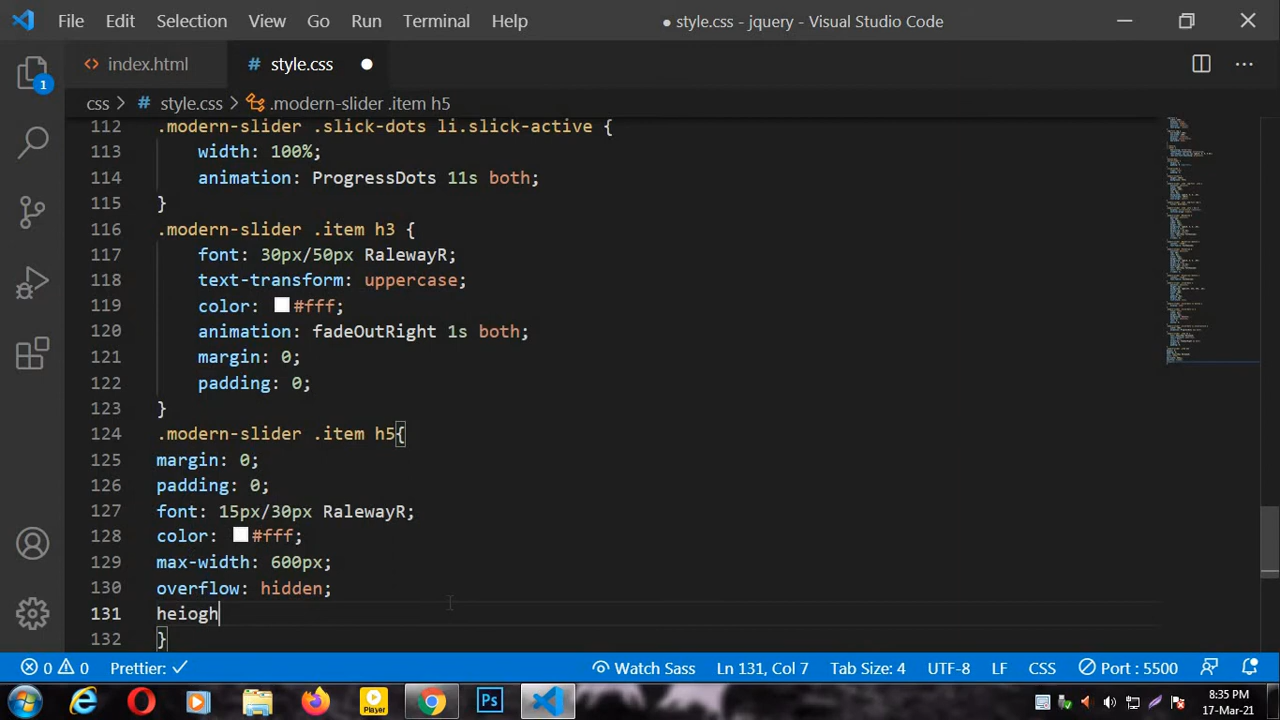 File Edit Selection View Go Run Terminal Help ● style.css - jquery - Visual Studio Code
<> index.html # style.css ●
css > # style.css > .modern-slider .item h5
1
112 .modern-slider .slick-dots li.slick-active {
113 width: 100%;
114 animation: ProgressDots 11s both;
115 }
116 .modern-slider .item h3 {
117 font: 30px/50px RalewayR;
118 text-transform: uppercase;
119 color: #fff;
120 animation: fadeOutRight 1s both;
121 margin: 0;
122 padding: 0;
123 }
124 .modern-slider .item h5{
125 margin: 0;
126 padding: 0;
127 font: 15px/30px RalewayR;
128 color: #fff;
129 max-width: 600px;
130 overflow: hidden;
131 heiogh
132 }
0 0 Prettier: ✓ Watch Sass Ln 131, Col 7 Tab Size: 4 UTF-8 LF CSS Port : 5500
Player Ps 8:35 PM
17-Mar-21